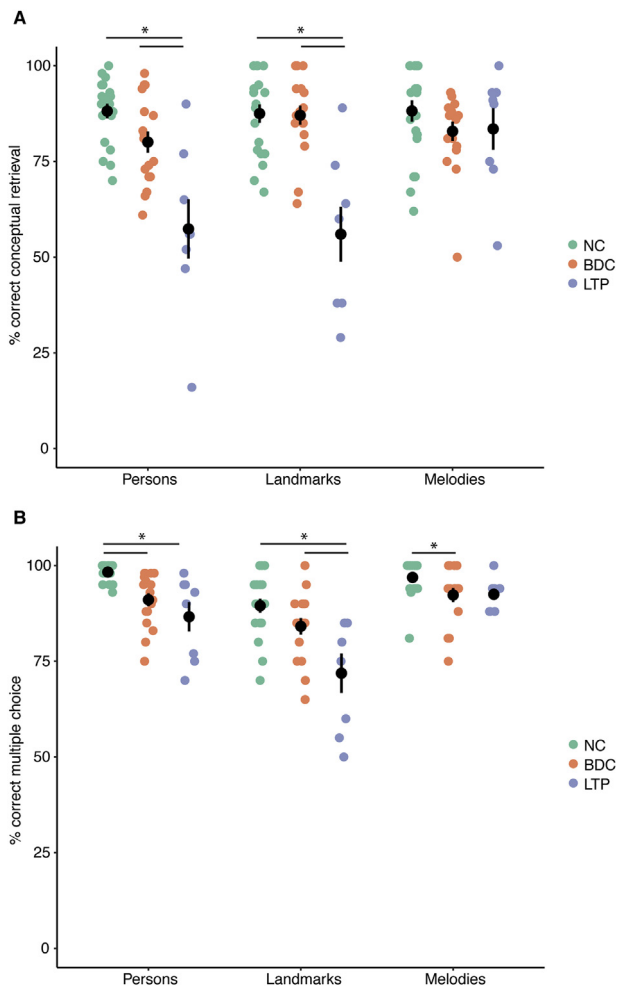 A
* *
100
75
50
25
0
% correct conceptual retrieval
Persons Landmarks Melodies
NC
BDC
LTP
B
* * *
100
75
50
25
0
% correct multiple choice
Persons Landmarks Melodies
NC
BDC
LTP